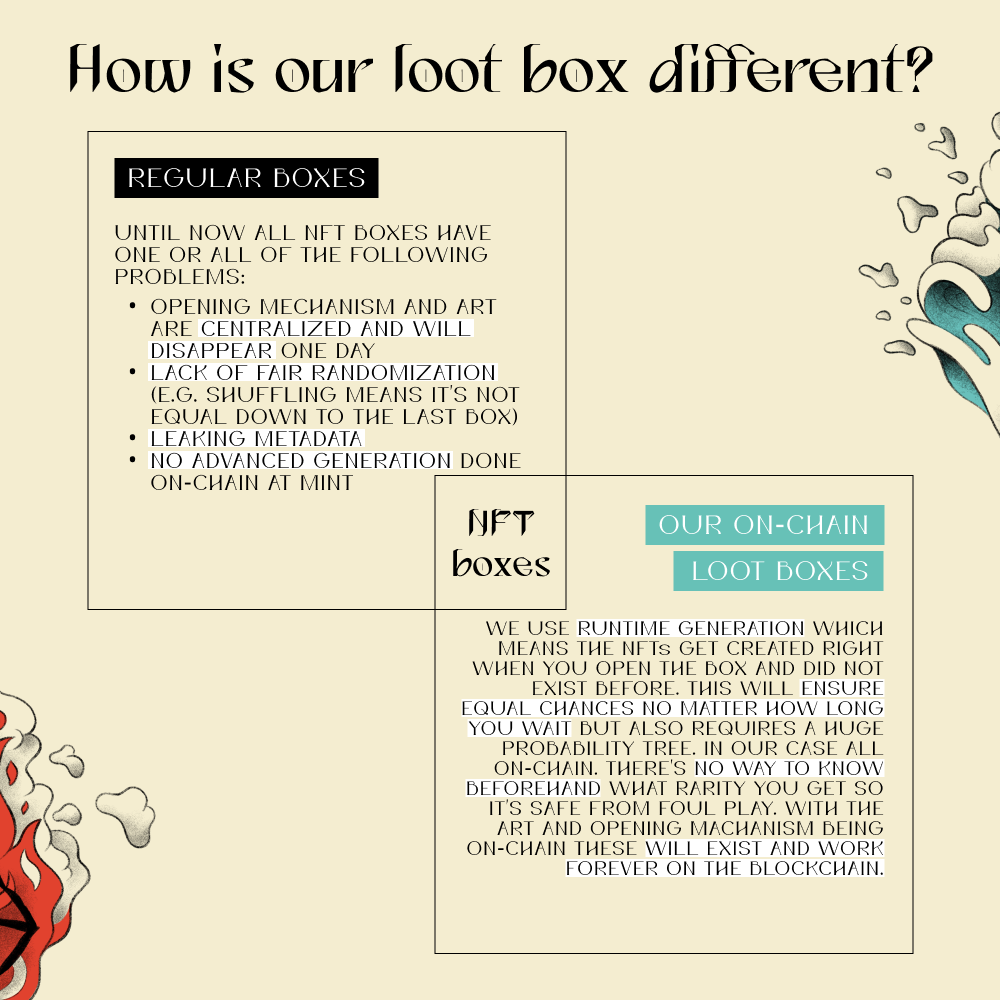 How is our loot box different?
REGULAR BOXES
UNTIL NOW ALL NFT BOXES HAVE
ONE OR ALL OF THE FOLLOWING
PROBLEMS:
• OPENING MECHANISM AND ART
ARE CENTRALIZED AND WILL
DISAPPEAR ONE DAY
• LACK OF FAIR RANDOMIZATION
(E.G. SHUFFLING MEANS IT'S NOT
EQUAL DOWN TO THE LAST BOX)
• LEAKING METADATA
• NO ADVANCED GENERATION DONE
ON-CHAIN AT MINT
NFT
boxes
OUR ON-CHAIN
LOOT BOXES
WE USE RUNTIME GENERATION WHICH
MEANS THE NFTs GET CREATED RIGHT
WHEN YOU OPEN THE BOX AND DID NOT
EXIST BEFORE. THIS WILL ENSURE
EQUAL CHANCES NO MATTER HOW LONG
YOU WAIT BUT ALSO REQUIRES A HUGE
PROBABILITY TREE. IN OUR CASE ALL
ON-CHAIN. THERE'S NO WAY TO KNOW
BEFOREHAND WHAT RARITY YOU GET SO
IT'S SAFE FROM FOUL PLAY. WITH THE
ART AND OPENING MACHANISM BEING
ON-CHAIN THESE WILL EXIST AND WORK
FOREVER ON THE BLOCKCHAIN.